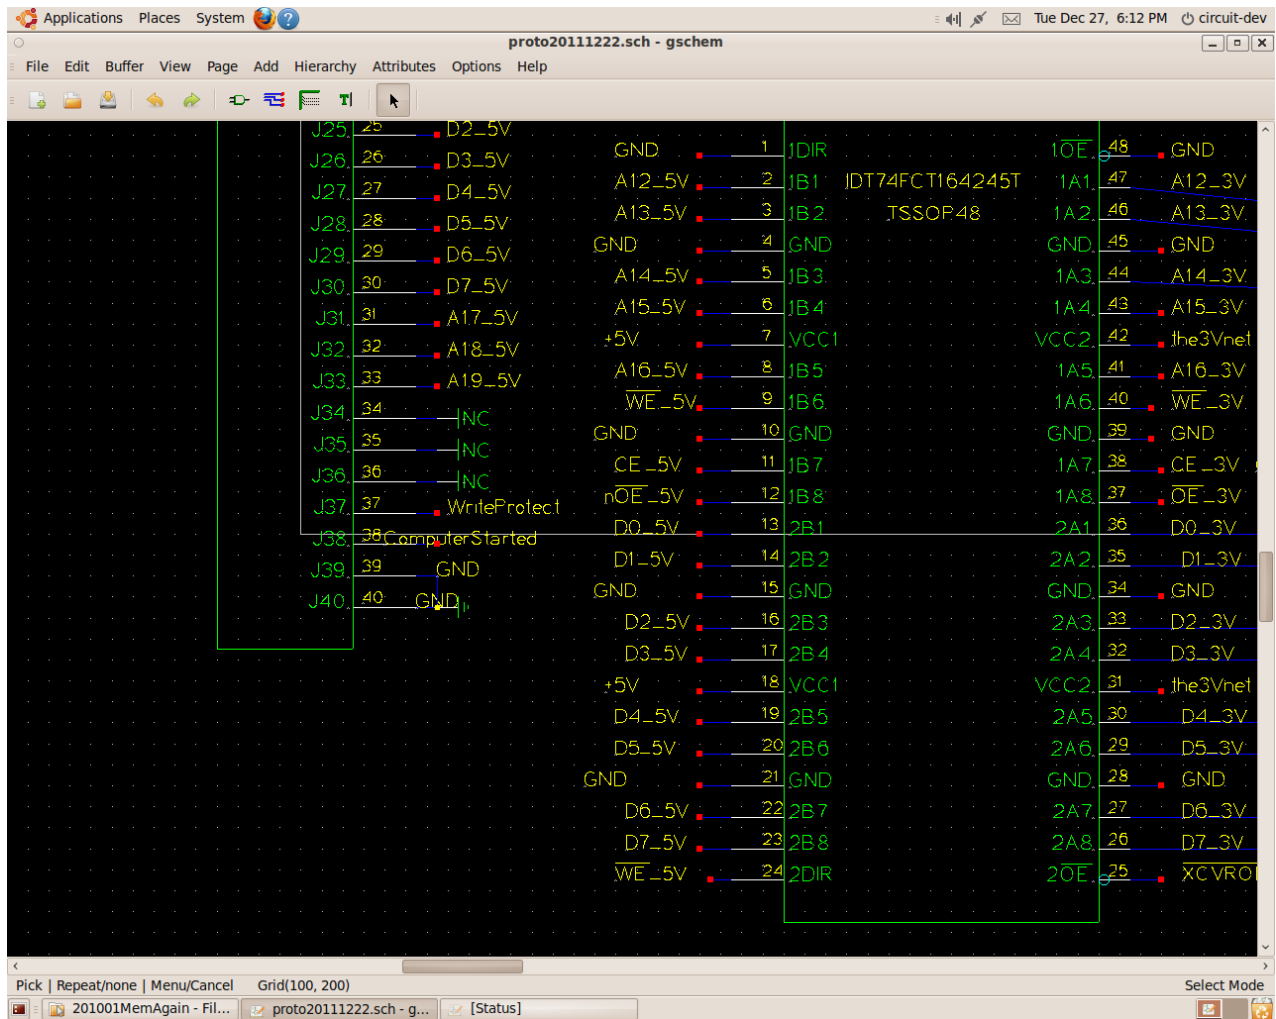 Applications Places System Tue Dec 27, 6:12 PM circuit-dev
proto20111222.sch - gschem
File Edit Buffer View Page Add Hierarchy Attributes Options Help
J25 25 D2_5V
J26 26 D3_5V
J27 27 D4_5V
J28 28 D5_5V
J29 29 D6_5V
J30 30 D7_5V
J31 31 A17_5V
J32 32 A18_5V
J33 33 A19_5V
J34 34 NC
J35 35 NC
J36 36 NC
J37 37 WriteProtect
J38 38 ComputerStarted
J39 39 GND
J40 40 GND
IDT74FCT164245T
TSSOP48
GND 1 1DIR 1OE 48 GND
A12_5V 2 1B1 1A1 47 A12_3V
A13_5V 3 1B2 1A2 46 A13_3V
GND 4 GND GND 45 GND
A14_5V 5 1B3 1A3 44 A14_3V
A15_5V 6 1B4 1A4 43 A15_3V
+5V 7 VCC1 VCC2 42 the3Vnet
A16_5V 8 1B5 1A5 41 A16_3V
WE_5V 9 1B6 1A6 40 WE_3V
GND 10 GND GND 39 GND
CE_5V 11 1B7 1A7 38 CE_3V
nOE_5V 12 1B8 1A8 37 OE_3V
D0_5V 13 2B1 2A1 36 D0_3V
D1_5V 14 2B2 2A2 35 D1_3V
GND 15 GND GND 34 GND
D2_5V 16 2B3 2A3 33 D2_3V
D3_5V 17 2B4 2A4 32 D3_3V
+5V 18 VCC1 VCC2 31 the3Vnet
D4_5V 19 2B5 2A5 30 D4_3V
D5_5V 20 2B6 2A6 29 D5_3V
GND 21 GND GND 28 GND
D6_5V 22 2B7 2A7 27 D6_3V
D7_5V 23 2B8 2A8 26 D7_3V
WE_5V 24 2DIR 2OE 25 XCVRO
Pick | Repeat/none | Menu/Cancel Grid(100, 200) Select Mode
201001MemAgain - Fil... proto20111222.sch - g... [Status]